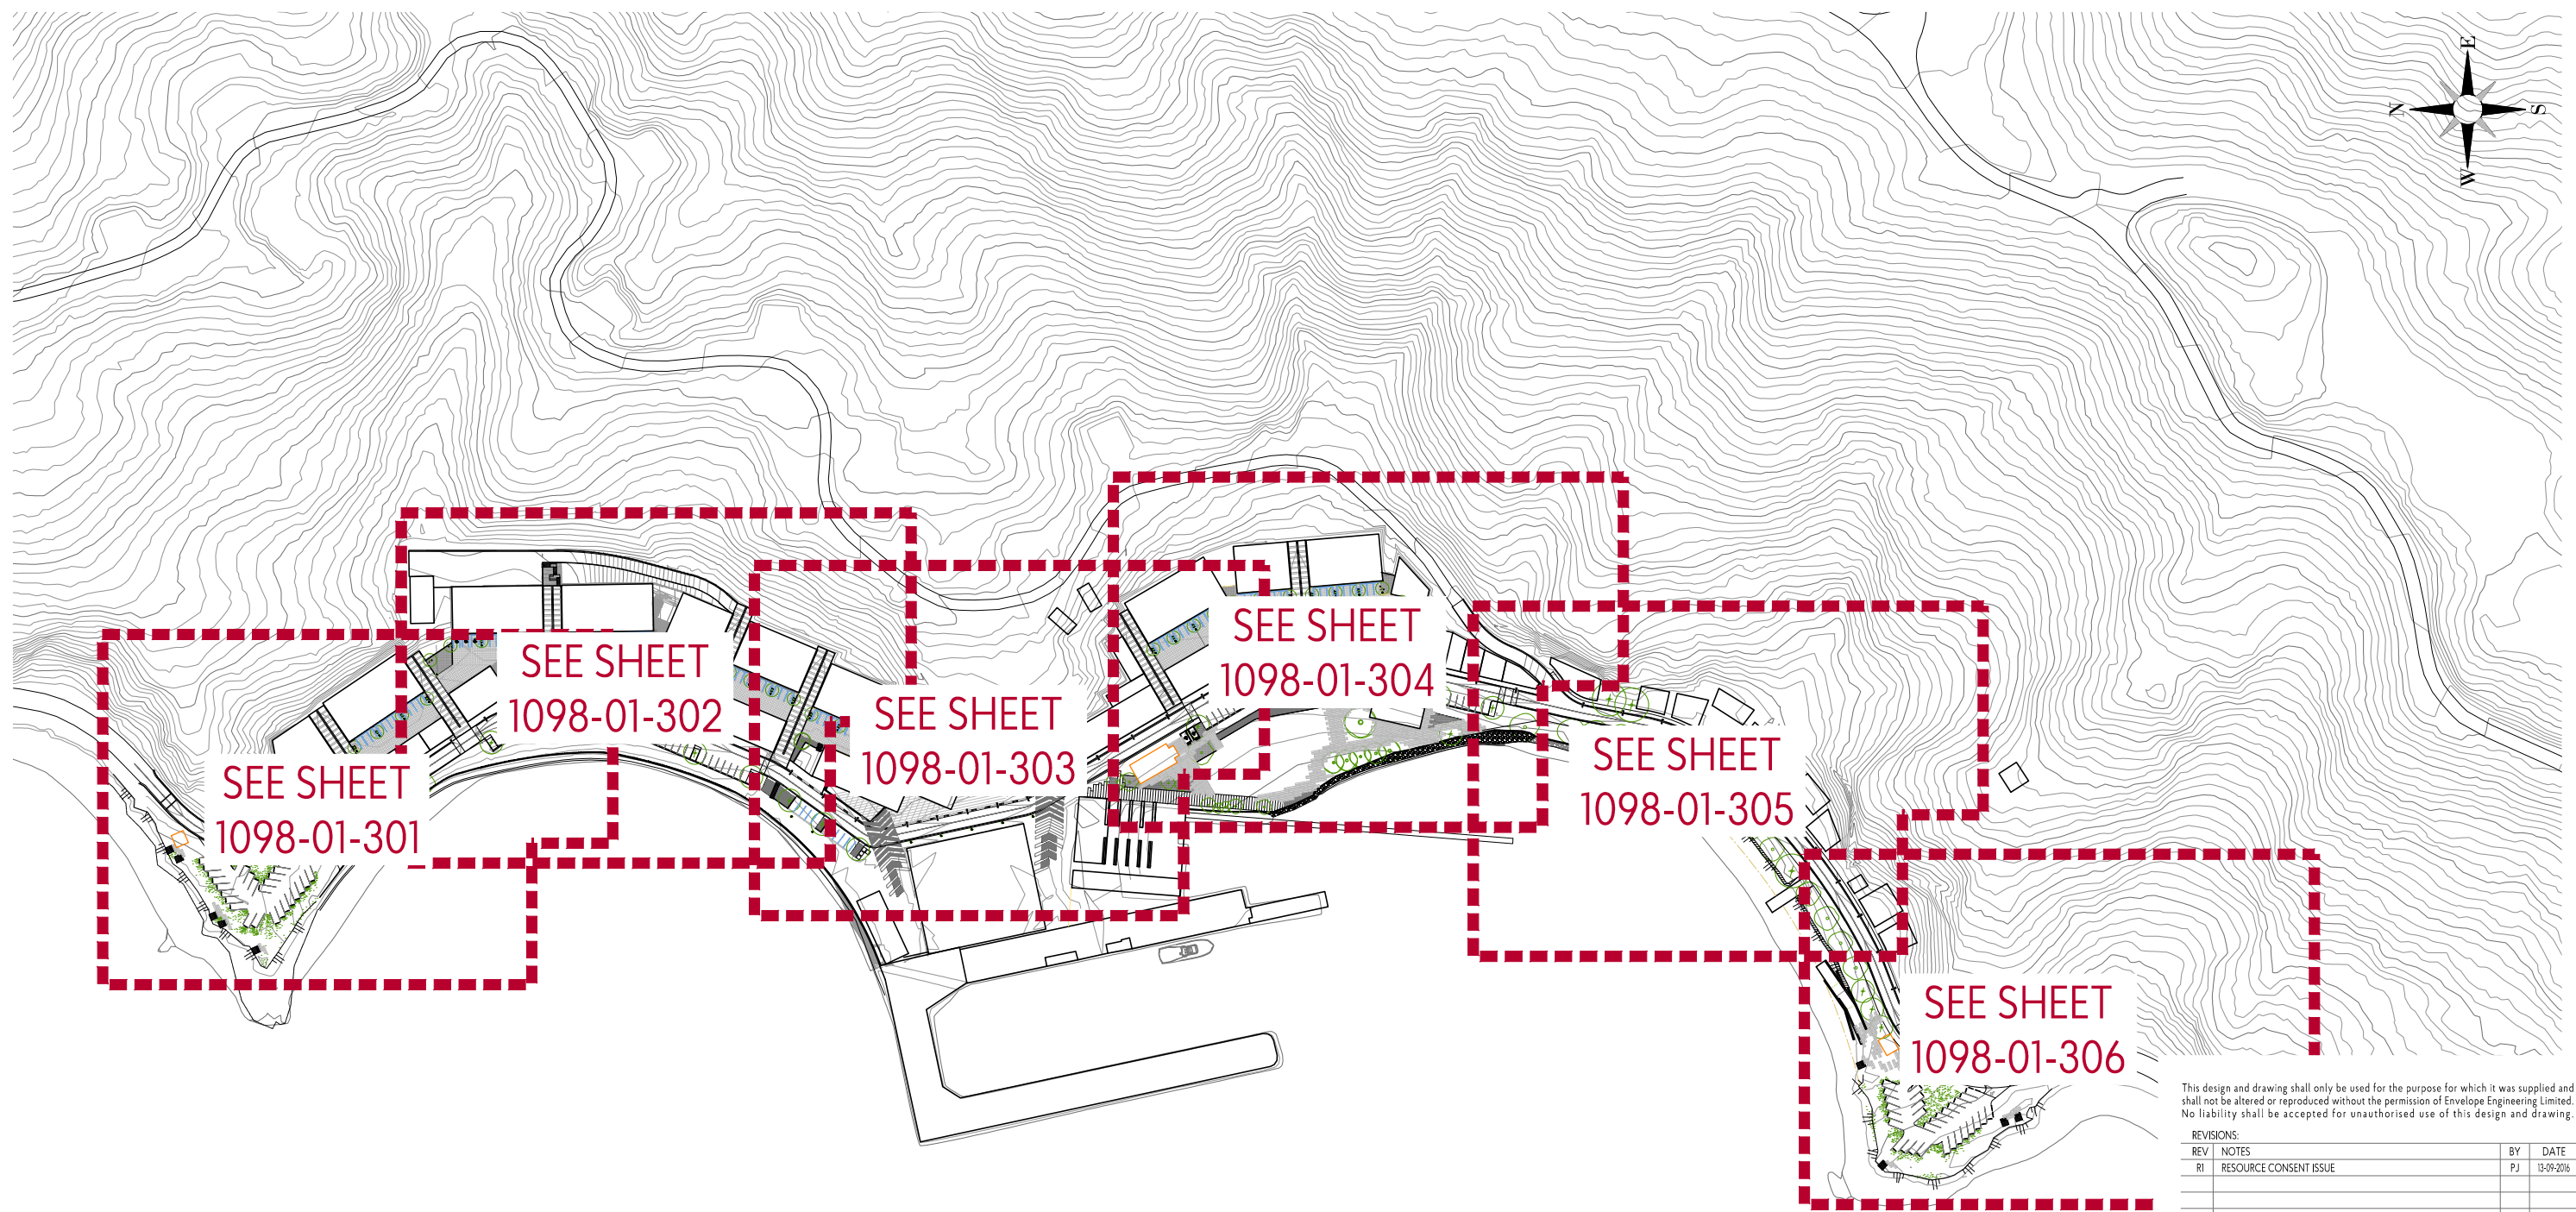 E
N
S
W
SEE SHEET
1098-01-301
SEE SHEET
1098-01-302
SEE SHEET
1098-01-303
SEE SHEET
1098-01-304
SEE SHEET
1098-01-305
SEE SHEET
1098-01-306
This design and drawing shall only be used for the purpose for which it was supplied and
shall not be altered or reproduced without the permission of Envelope Engineering Limited.
No liability shall be accepted for unauthorised use of this design and drawing.
REVISIONS:
REV NOTES BY DATE
R1 RESOURCE CONSENT ISSUE PJ 13-09-2016